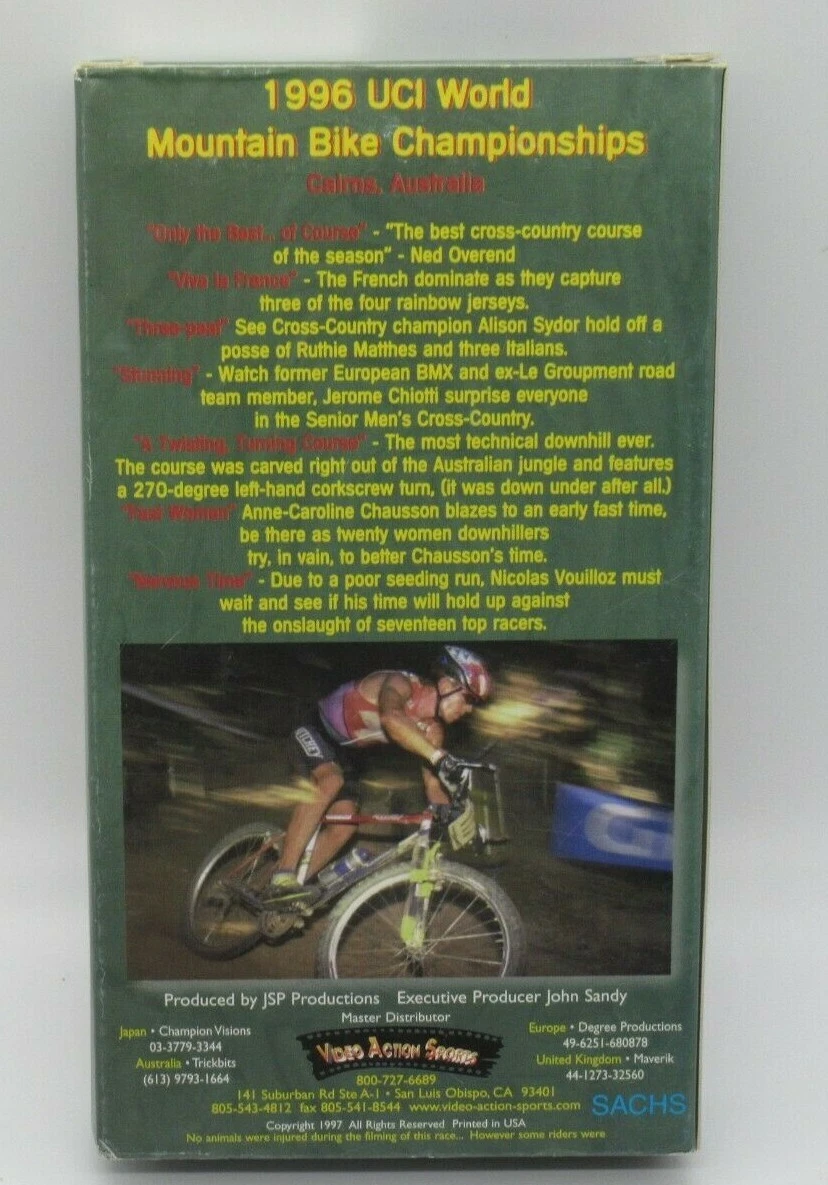 1996 UCI World
Mountain Bike Championships
Cairns, Australia
"Only the Best... of Course" - "The best cross-country course
of the season" - Ned Overend
"Viva la France" - The French dominate as they capture
three of the four rainbow jerseys.
"Three-peat" See Cross-Country champion Alison Sydor hold off a
posse of Ruthie Matthes and three Italians.
"Stunning" - Watch former European BMX and ex-Le Groupment road
team member, Jerome Chiotti surprise everyone
in the Senior Men's Cross-Country.
"A Twisting, Turning Course" - The most technical downhill ever.
The course was carved right out of the Australian jungle and features
a 270-degree left-hand corkscrew turn, (it was down under after all.)
Women" Anne-Caroline Chausson blazes to an early fast time,
be there as twenty women downhillers
try, in vain, to better Chausson's time.
"Nervous Time" - Due to a poor seeding run, Nicolas Vouilloz must
wait and see if his time will hold up against
the onslaught of seventeen top racers.
Produced by JSP Productions Executive Producer John Sandy
Master Distributor
Japan • Champion Visions
03-3779-3344
Australia • Trickbits
(613) 9793-1664
VIDEO ACTION SPORTS
Europe • Degree Productions
49-6251-680878
United Kingdom • Maverik
44-1273-32560
800-727-6689
141 Suburban Rd Ste A-1 • San Luis Obispo, CA 93401
805-543-4812 fax 805-541-8544 www.video-action-sports.com
SACHS
Copyright 1997 All Rights Reserved Printed in USA
No animals were injured during the filming of this race... However some riders were